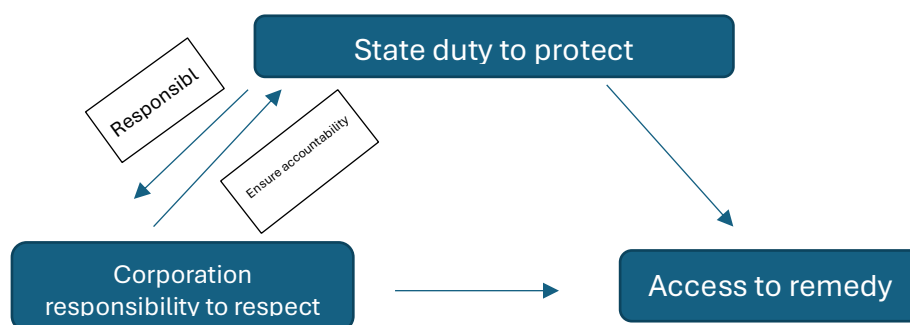 State duty to protect
Responsibl
Ensure accountability
Corporation
responsibility to respect
Access to remedy